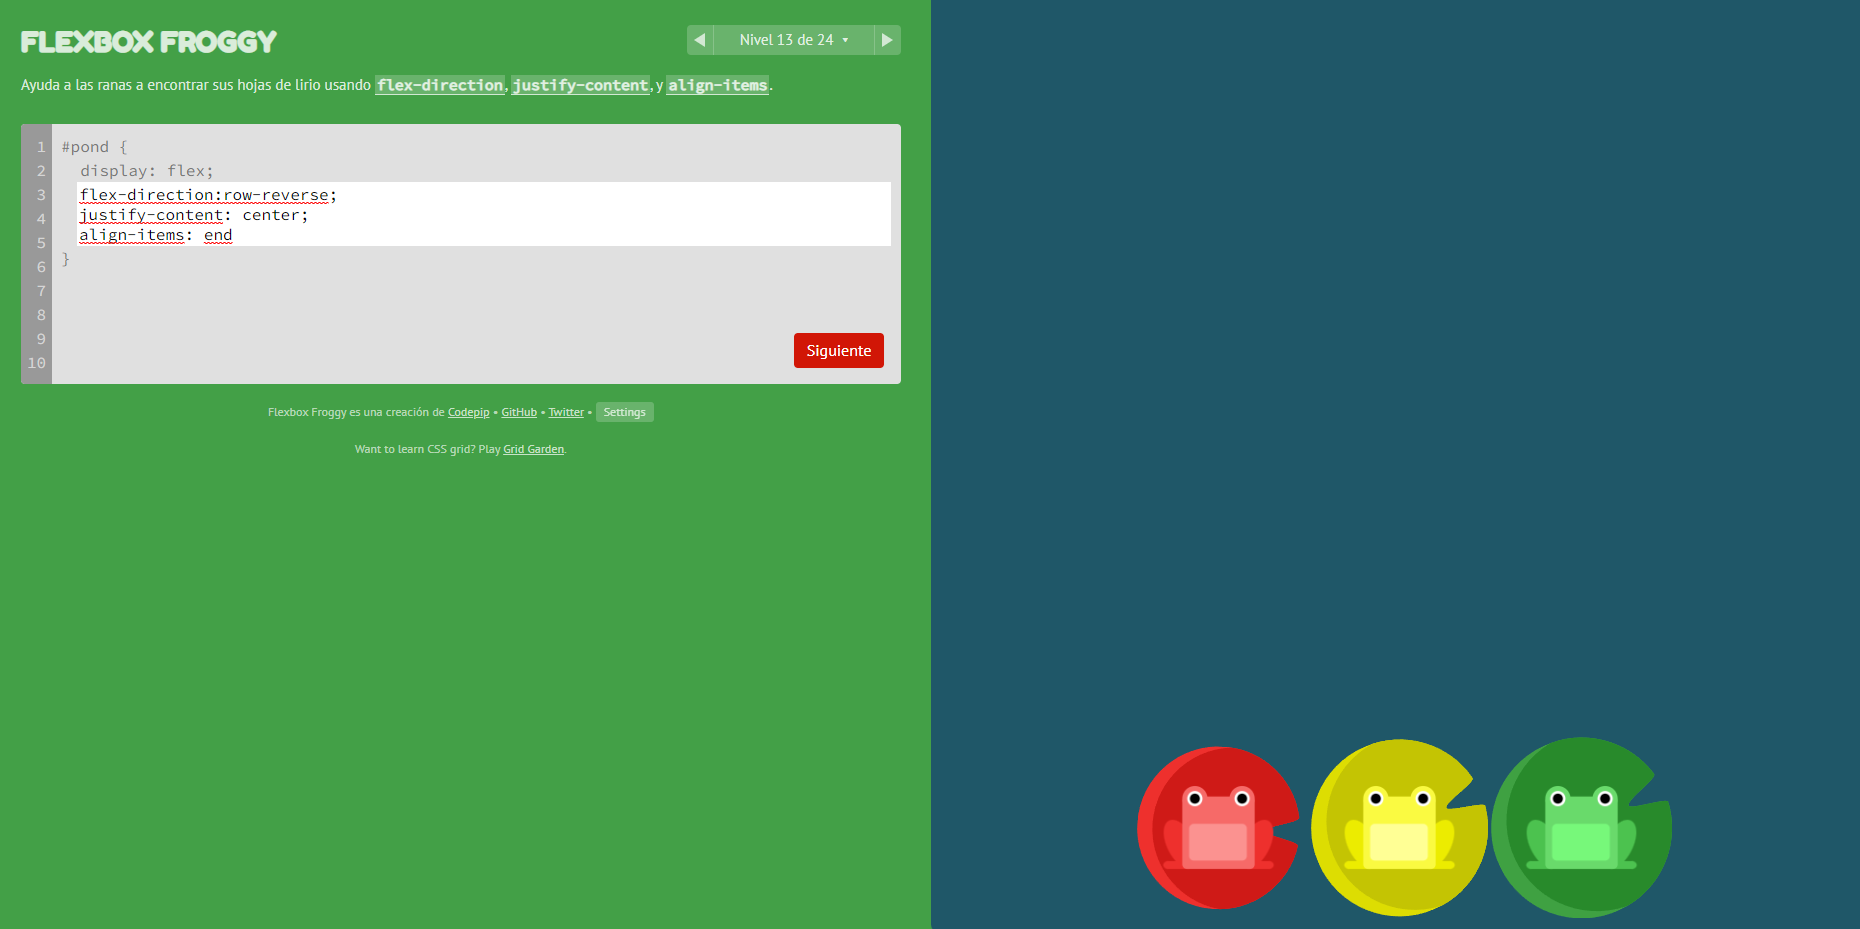 FLEXBOX FROGGY
Nivel 13 de 24
Ayuda a las ranas a encontrar sus hojas de lirio usando flex-direction, justify-content, y align-items.
1 #pond {
2 display: flex;
3 flex-direction:row-reverse;
4 justify-content: center;
5 align-items: end
6 }
7
8
9
10
Siguiente
Flexbox Froggy es una creación de Codepip • GitHub • Twitter • Settings
Want to learn CSS grid? Play Grid Garden.